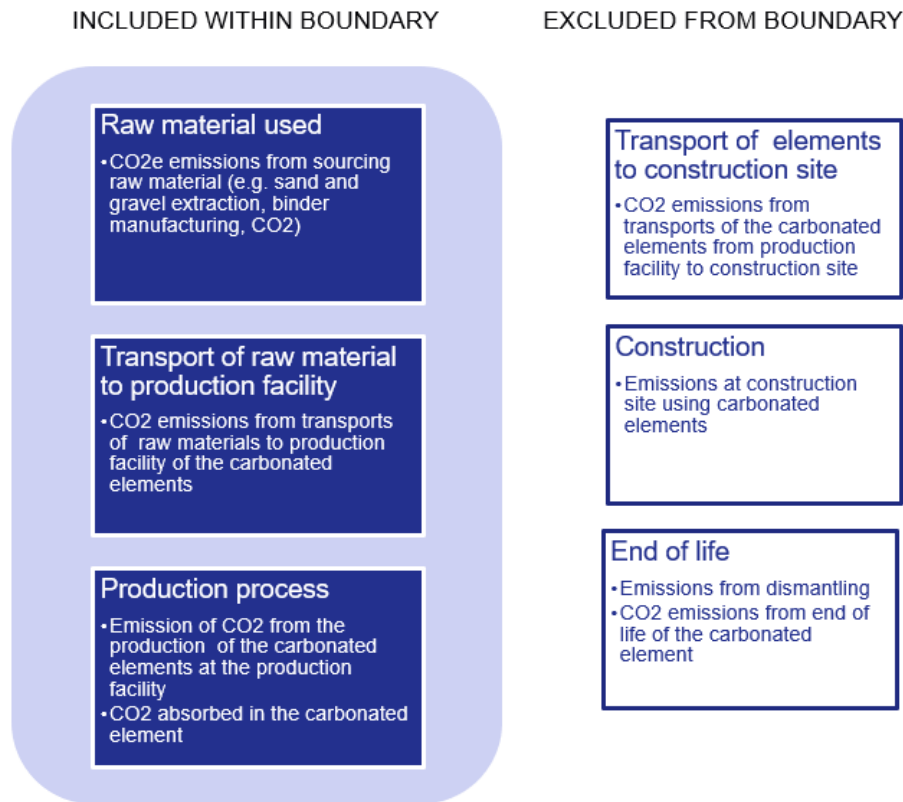 INCLUDED WITHIN BOUNDARY
EXCLUDED FROM BOUNDARY
Raw material used
•CO2e emissions from sourcing
raw material (e.g. sand and
gravel extraction, binder
manufacturing, CO2)
Transport of raw material
to production facility
•CO2 emissions from transports
of raw materials to production
facility of the carbonated
elements
Production process
•Emission of CO2 from the
production of the carbonated
elements at the production
facility
•CO2 absorbed in the carbonated
element
Transport of elements
to construction site
•CO2 emissions from
transports of the carbonated
elements from production
facility to construction site
Construction
•Emissions at construction
site using carbonated
elements
End of life
•Emissions from dismantling
•CO2 emissions from end of
life of the carbonated
element